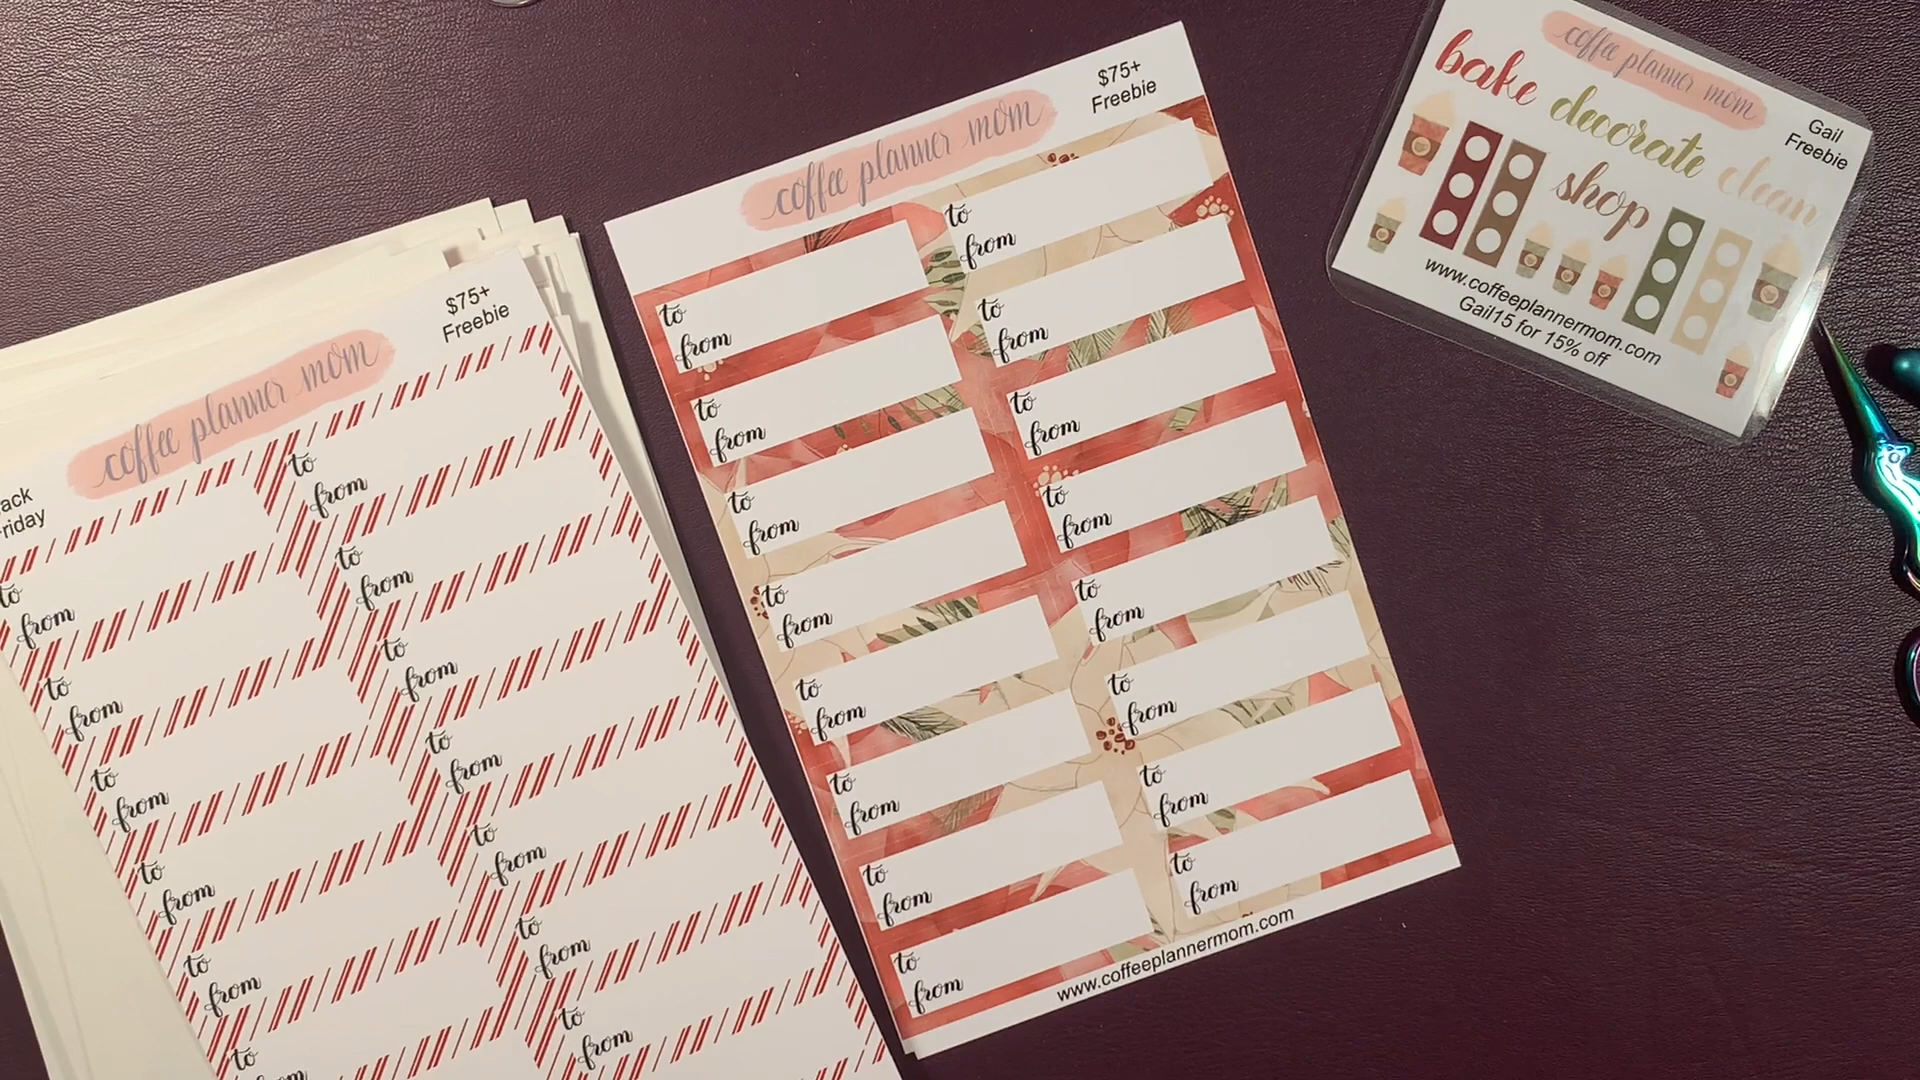 coffee planner mom
$75+
Freebie
ack
riday
to
from
to
from
to
from
to
from
to
from
to
from
to
from
to
from
to
from
to
from
to
from
to
from
to
from
coffee planner mom
$75+
Freebie
to
from
to
from
to
from
to
from
to
from
to
from
to
from
to
from
to
from
to
from
to
from
to
from
to
from
to
from
to
from
to
from
www.coffeeplannermom.com
coffee planner mom
Gail
Freebie
bake decorate clean
shop
www.coffeeplannermom.com
Gail15 for 15% off